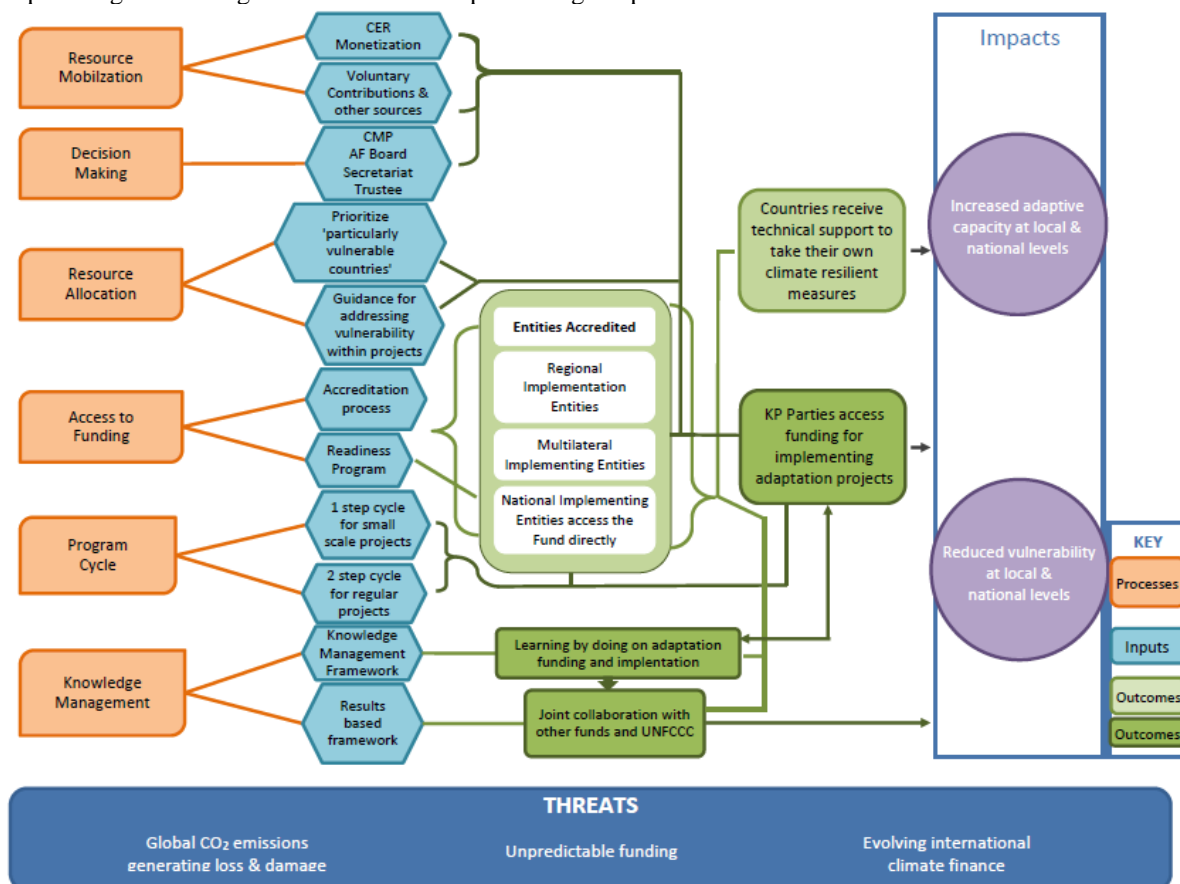 Resource
Mobilzation
CER
Monetization
Voluntary
Contributions &
other sources
Decision
Making
CMP
AF Board
Secretariat
Trustee
Resource
Allocation
Prioritize
'particularly
vulnerable
countries'
Guidance for
addressing
vulnerability
within projects
Access to
Funding
Accreditation
process
Readiness
Program
Program
Cycle
1 step cycle
for small
scale projects
2 step cycle
for regular
projects
Knowledge
Management
Knowledge
Management
Framework
Results
based
framework
Entities Accredited
Regional
Implementation
Entities
Multilateral
Implementing Entities
National Implementing
Entities access the
Fund directly
Learning by doing on adaptation
funding and implentation
Joint collaboration with
other funds and UNFCCC
Countries receive
technical support to
take their own
climate resilient
measures
KP Parties access
funding for
implementing
adaptation projects
Impacts
Increased adaptive
capacity at local &
national levels
Reduced vulnerability
at local &
national levels
KEY
Processes
Inputs
Outcomes
Outcomes
THREATS
Global CO₂ emissions
generating loss & damage
Unpredictable funding
Evolving international
climate finance